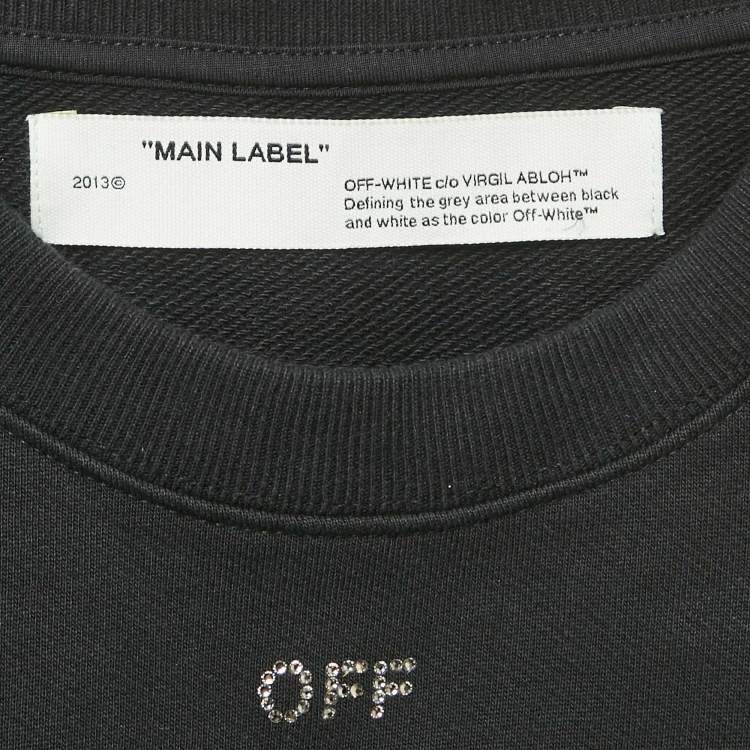 "MAIN LABEL"
2013©
OFF-WHITE c/o VIRGIL ABLOH™
Defining the grey area between black
and white as the color Off-White™
OFF